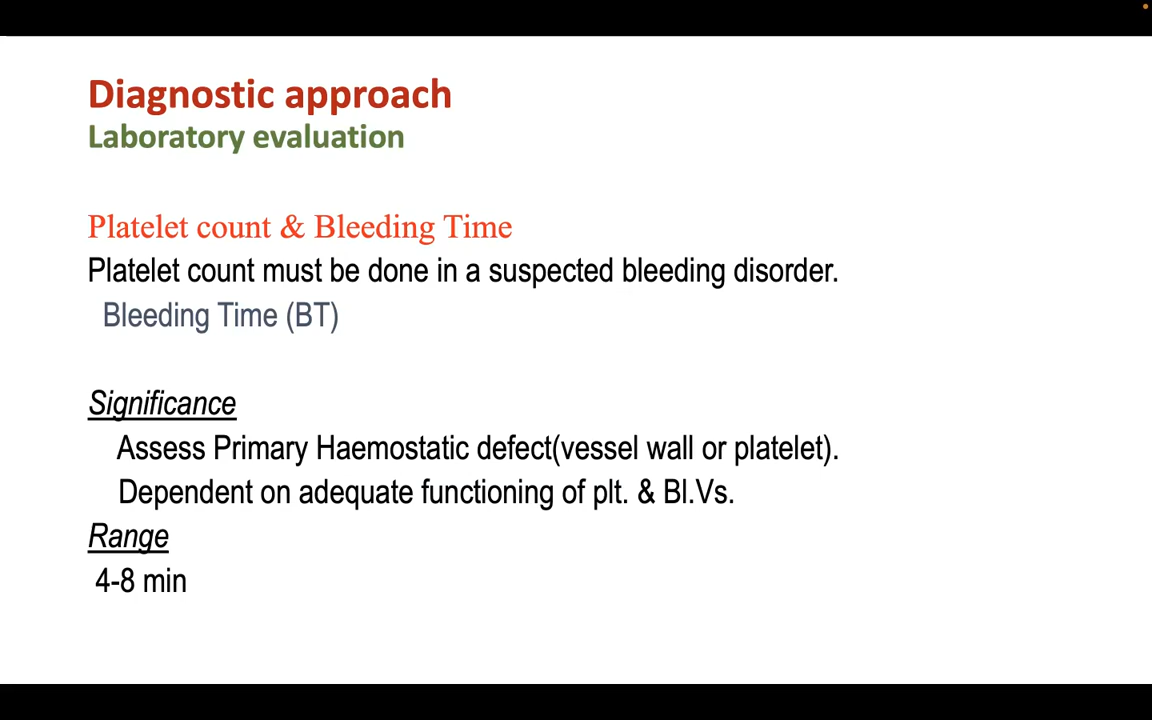 Diagnostic approach
Laboratory evaluation
Platelet count & Bleeding Time
Platelet count must be done in a suspected bleeding disorder.
Bleeding Time (BT)
Significance
Assess Primary Haemostatic defect(vessel wall or platelet).
Dependent on adequate functioning of plt. & Bl.Vs.
Range
4-8 min